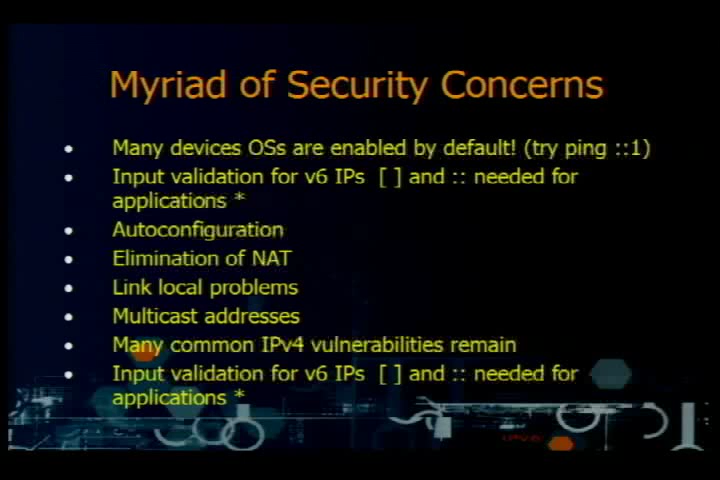 Myriad of Security Concerns
• Many devices OSs are enabled by default! (try ping ::1)
• Input validation for v6 IPs [ ] and :: needed for
applications *
• Autoconfiguration
• Elimination of NAT
• Link local problems
• Multicast addresses
• Many common IPv4 vulnerabilities remain
• Input validation for v6 IPs [ ] and :: needed for
applications *